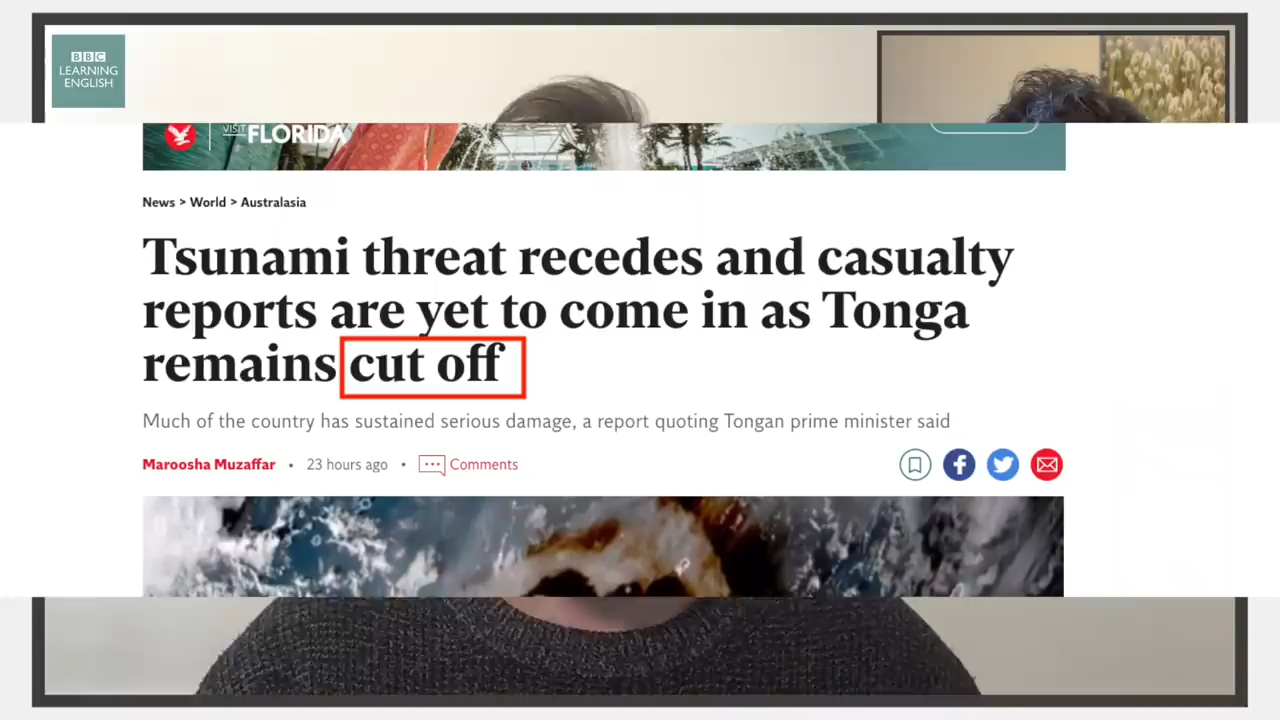 BBC
LEARNING
ENGLISH
VISIT FLORIDA
News > World > Australasia
Tsunami threat recedes and casualty
reports are yet to come in as Tonga
remains cut off
Much of the country has sustained serious damage, a report quoting Tongan prime minister said
Maroosha Muzaffar • 23 hours ago • Comments